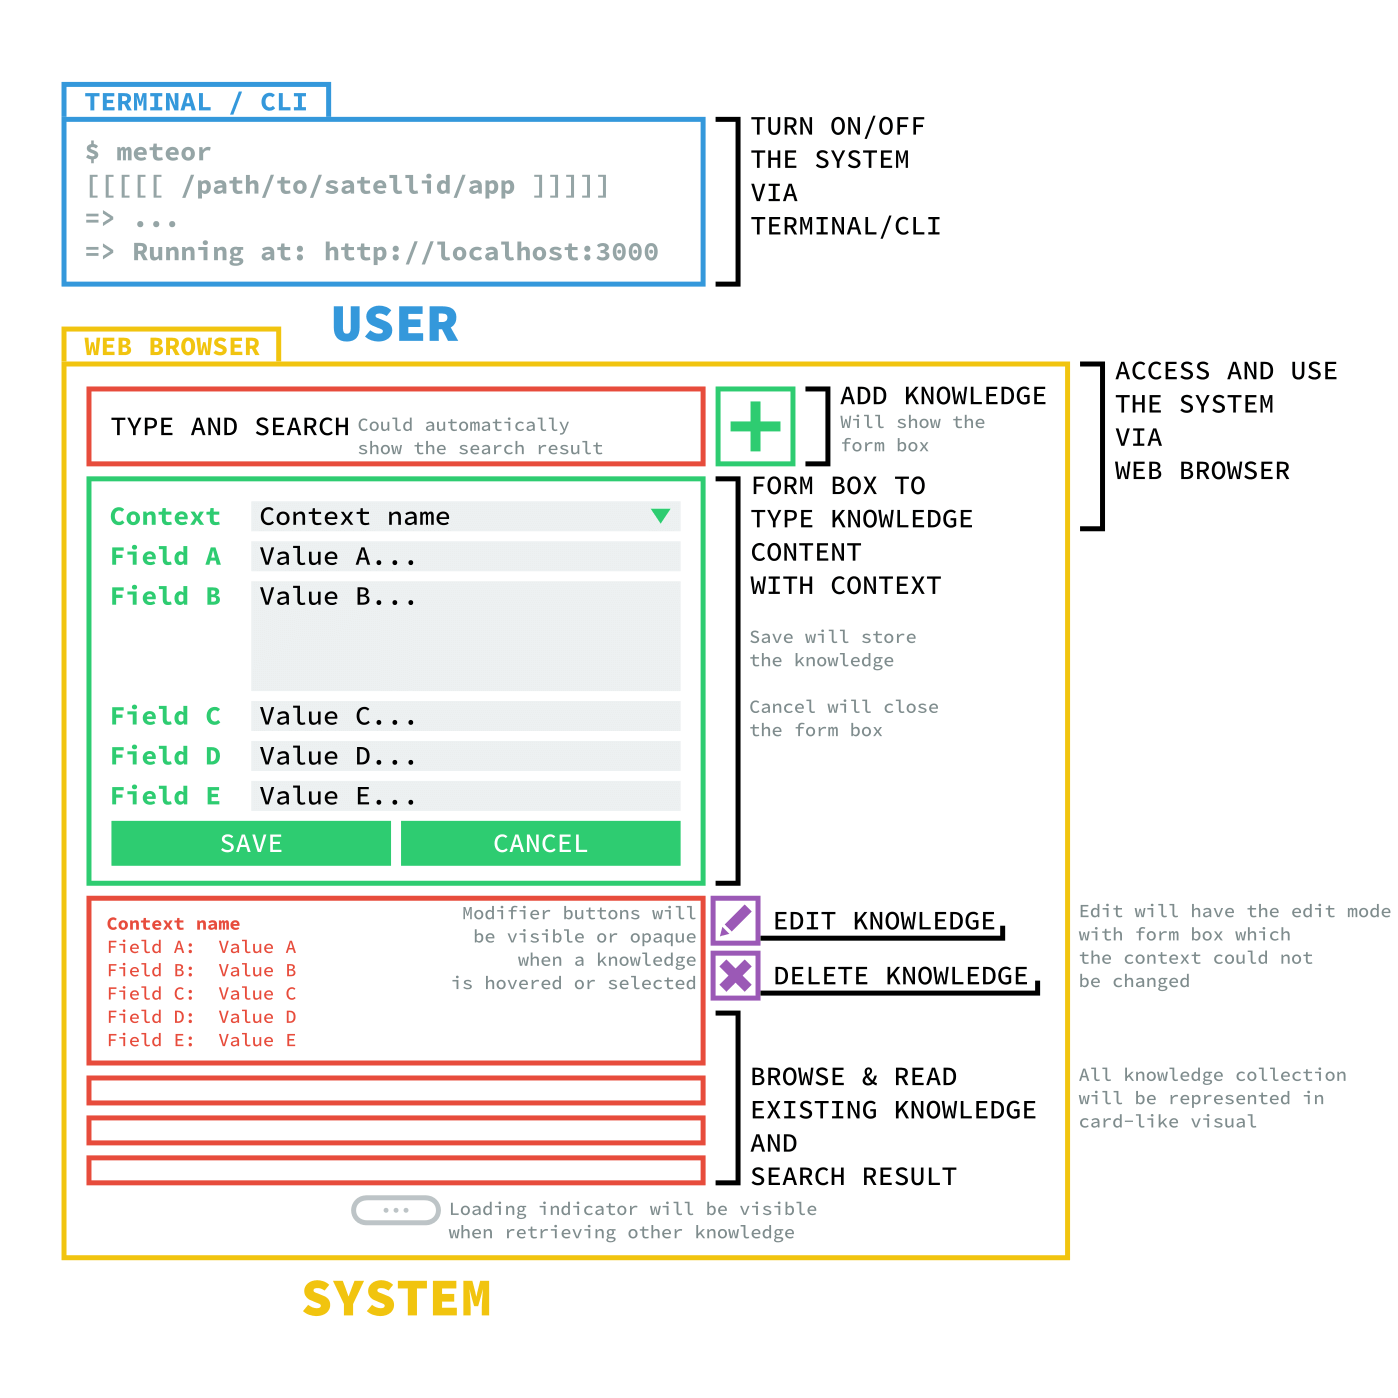 TERMINAL / CLI
$ meteor
[[[[[ /path/to/satellid/app ]]]]]
=> ...
=> Running at: http://localhost:3000
TURN ON/OFF
THE SYSTEM
VIA
TERMINAL/CLI
USER
WEB BROWSER
ACCESS AND USE
THE SYSTEM
VIA
WEB BROWSER
TYPE AND SEARCH
Could automatically
show the search result
ADD KNOWLEDGE
Will show the
form box
Context Context name
Field A Value A...
Field B Value B...
Field C Value C...
Field D Value D...
Field E Value E...
SAVE CANCEL
FORM BOX TO
TYPE KNOWLEDGE
CONTENT
WITH CONTEXT
Save will store
the knowledge
Cancel will close
the form box
Context name
Field A: Value A
Field B: Value B
Field C: Value C
Field D: Value D
Field E: Value E
Modifier buttons will
be visible or opaque
when a knowledge
is hovered or selected
EDIT KNOWLEDGE
DELETE KNOWLEDGE
Edit will have the edit mode
with form box which
the context could not
be changed
BROWSE & READ
EXISTING KNOWLEDGE
AND
SEARCH RESULT
All knowledge collection
will be represented in
card-like visual
...
Loading indicator will be visible
when retrieving other knowledge
SYSTEM